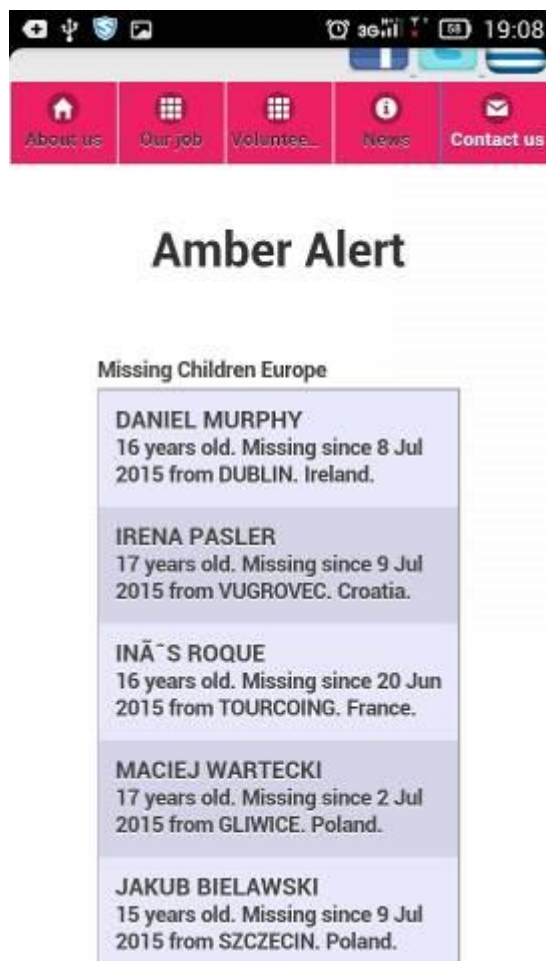 3G
58
19:08
About us
Our job
Voluntee...
News
Contact us
Amber Alert
Missing Children Europe
DANIEL MURPHY
16 years old. Missing since 8 Jul
2015 from DUBLIN. Ireland.
IRENA PASLER
17 years old. Missing since 9 Jul
2015 from VUGROVEC. Croatia.
INÃ¨S ROQUE
16 years old. Missing since 20 Jun
2015 from TOURCOING. France.
MACIEJ WARTECKI
17 years old. Missing since 2 Jul
2015 from GLIWICE. Poland.
JAKUB BIELAWSKI
15 years old. Missing since 9 Jul
2015 from SZCZECIN. Poland.